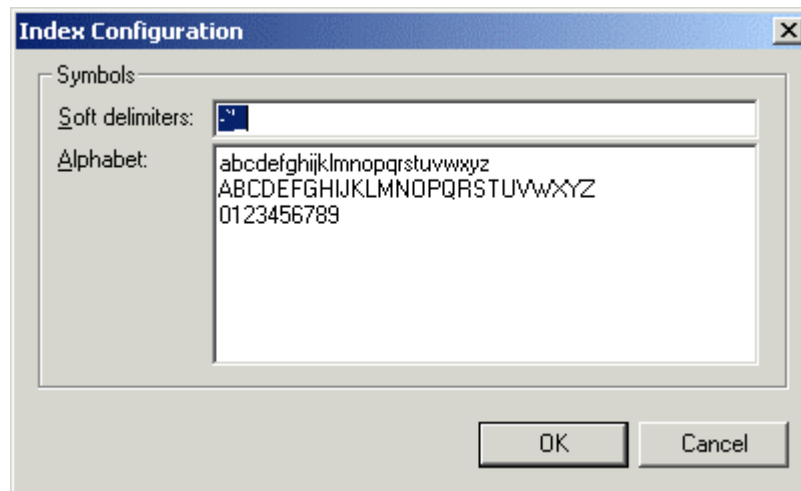 Index Configuration
Symbols
Soft delimiters:
Alphabet:
abcdefghijklmnopqrstuvwxyz
ABCDEFGHIJKLMNOPQRSTUVWXYZ
0123456789
OK
Cancel